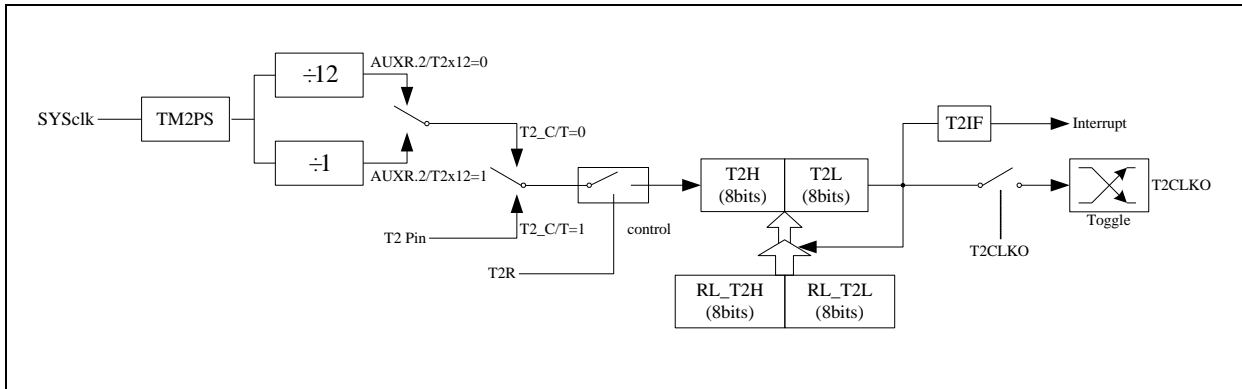 AUXR.2/T2x12=0
÷12
SYSclk
TM2PS
T2_C/T=0
T2IF
Interrupt
÷1
AUXR.2/T2x12=1
T2H
(8bits)
T2L
(8bits)
T2CLKO
Toggle
T2 Pin
T2_C/T=1
control
T2CLKO
T2R
RL_T2H
(8bits)
RL_T2L
(8bits)